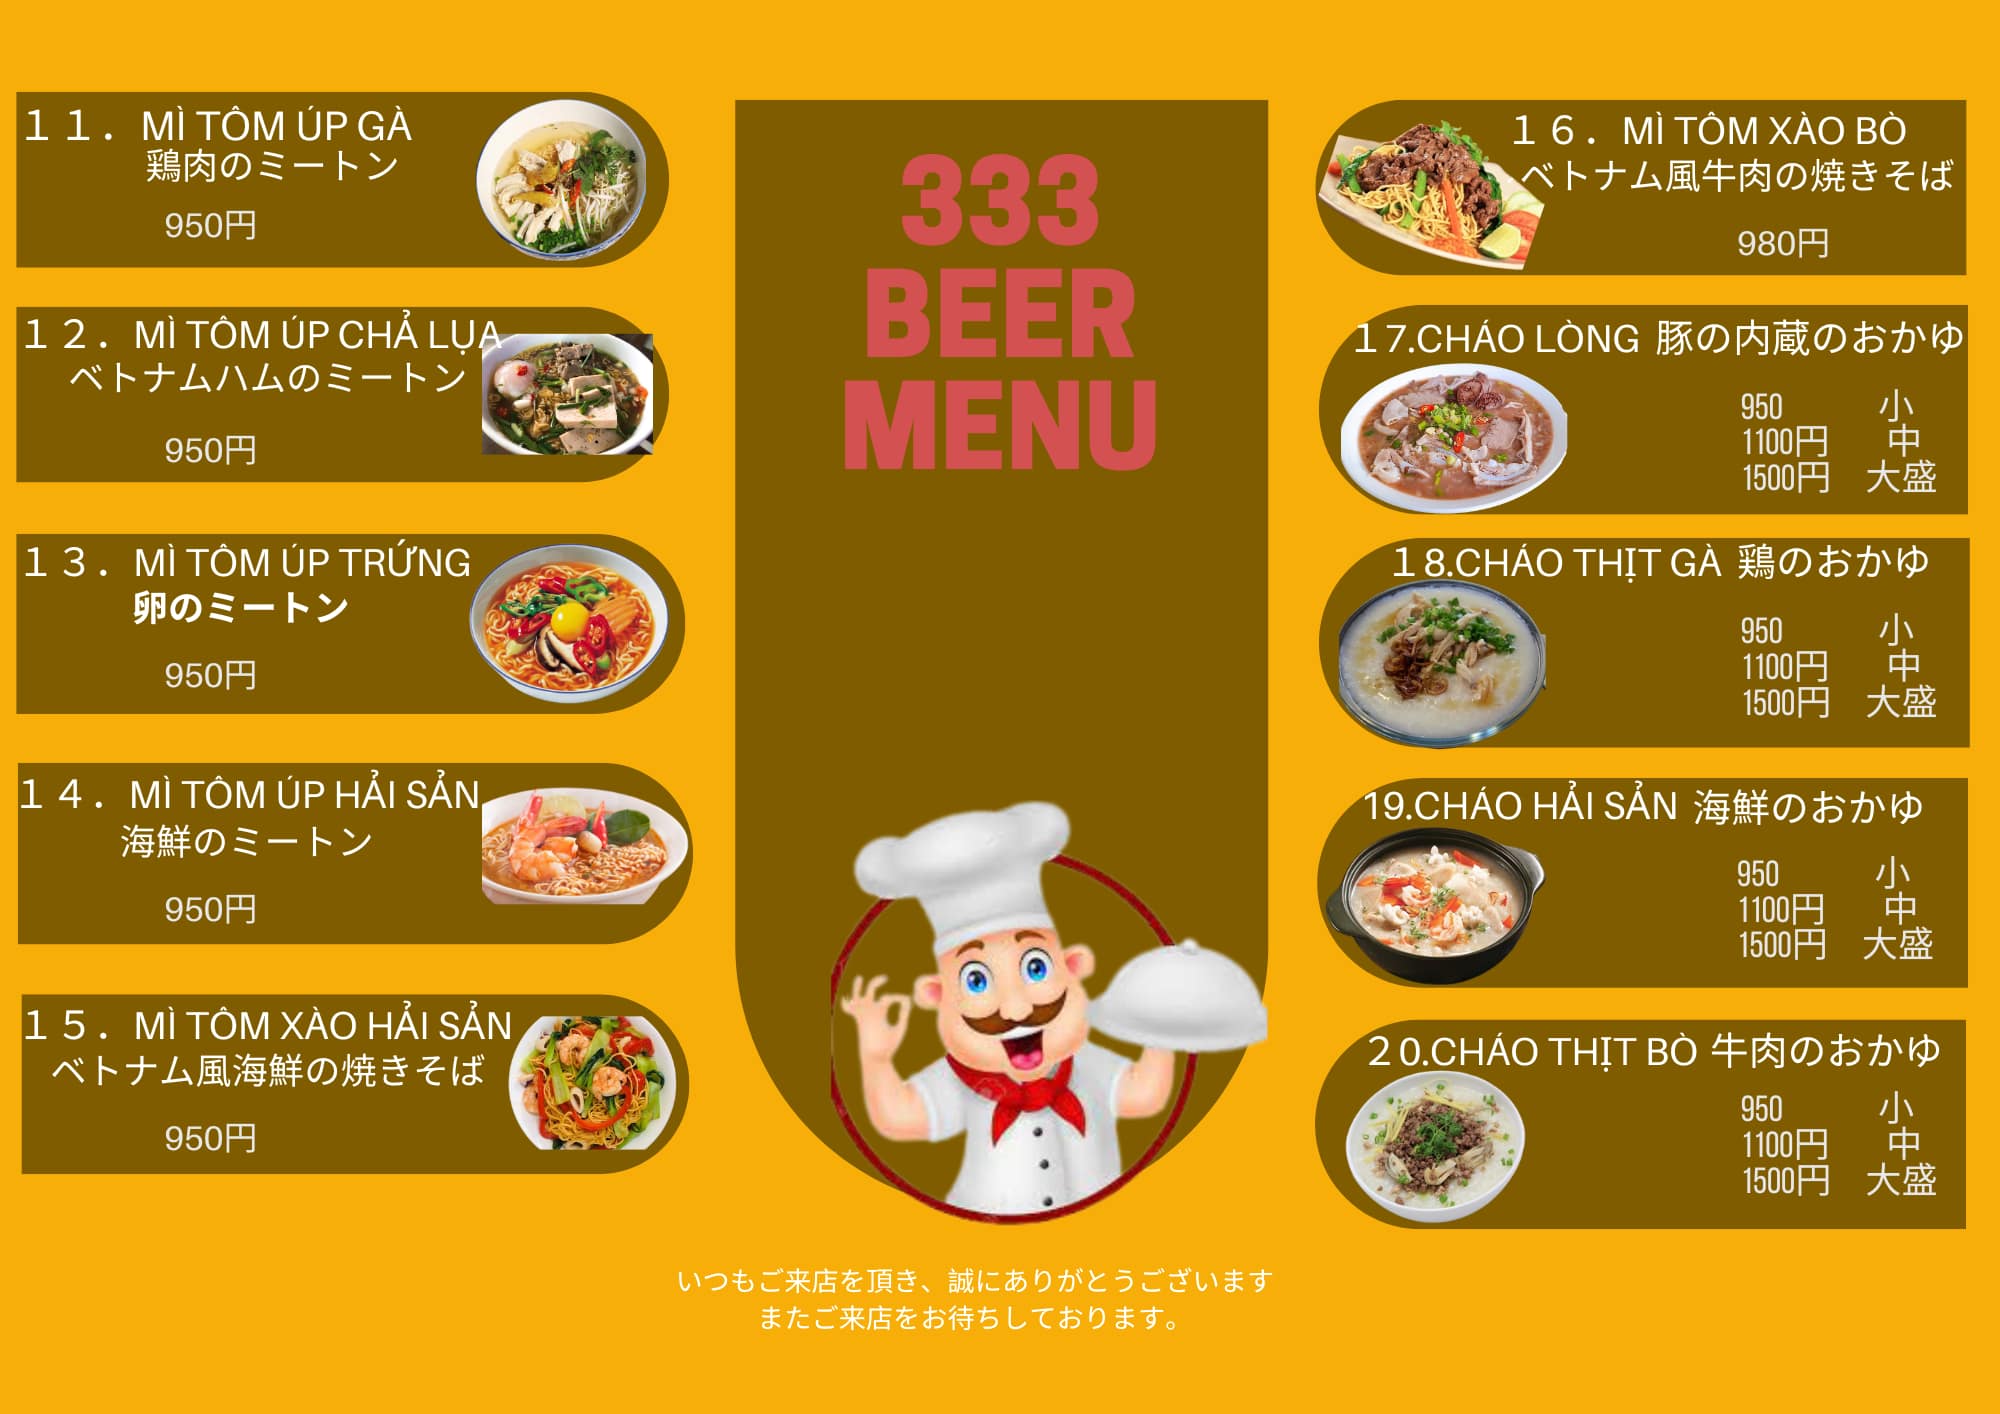 １１．MÌ TÔM ÚP GÀ
鶏肉のミートン
950円
１２．MÌ TÔM ÚP CHẢ LỤA
ベトナムハムのミートン
950円
１３．MÌ TÔM ÚP TRỨNG
卵のミートン
950円
１４．MÌ TÔM ÚP HẢI SẢN
海鮮のミートン
950円
１５．MÌ TÔM XÀO HẢI SẢN
ベトナム風海鮮の焼きそば
950円
333
BEER
MENU
１６．MÌ TÔM XÀO BÒ
ベトナム風牛肉の焼きそば
980円
１7.CHÁO LÒNG 豚の内蔵のおかゆ
950 小
1100円 中
1500円 大盛
１8.CHÁO THỊT GÀ 鶏のおかゆ
950 小
1100円 中
1500円 大盛
19.CHÁO HẢI SẢN 海鮮のおかゆ
950 小
1100円 中
1500円 大盛
２0.CHÁO THỊT BÒ 牛肉のおかゆ
950 小
1100円 中
1500円 大盛
いつもご来店を頂き、誠にありがとうございます
またご来店をお待ちしております。